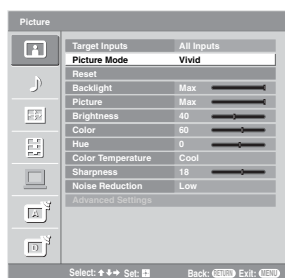 Picture
Target Inputs All Inputs
Picture Mode Vivid
Reset
Backlight Max
Picture Max
Brightness 40
Color 60
Hue 0
Color Temperature Cool
Sharpness 18
Noise Reduction Low
Advanced Settings
A
D
Select: Set: Back: RETURN Exit: MENU